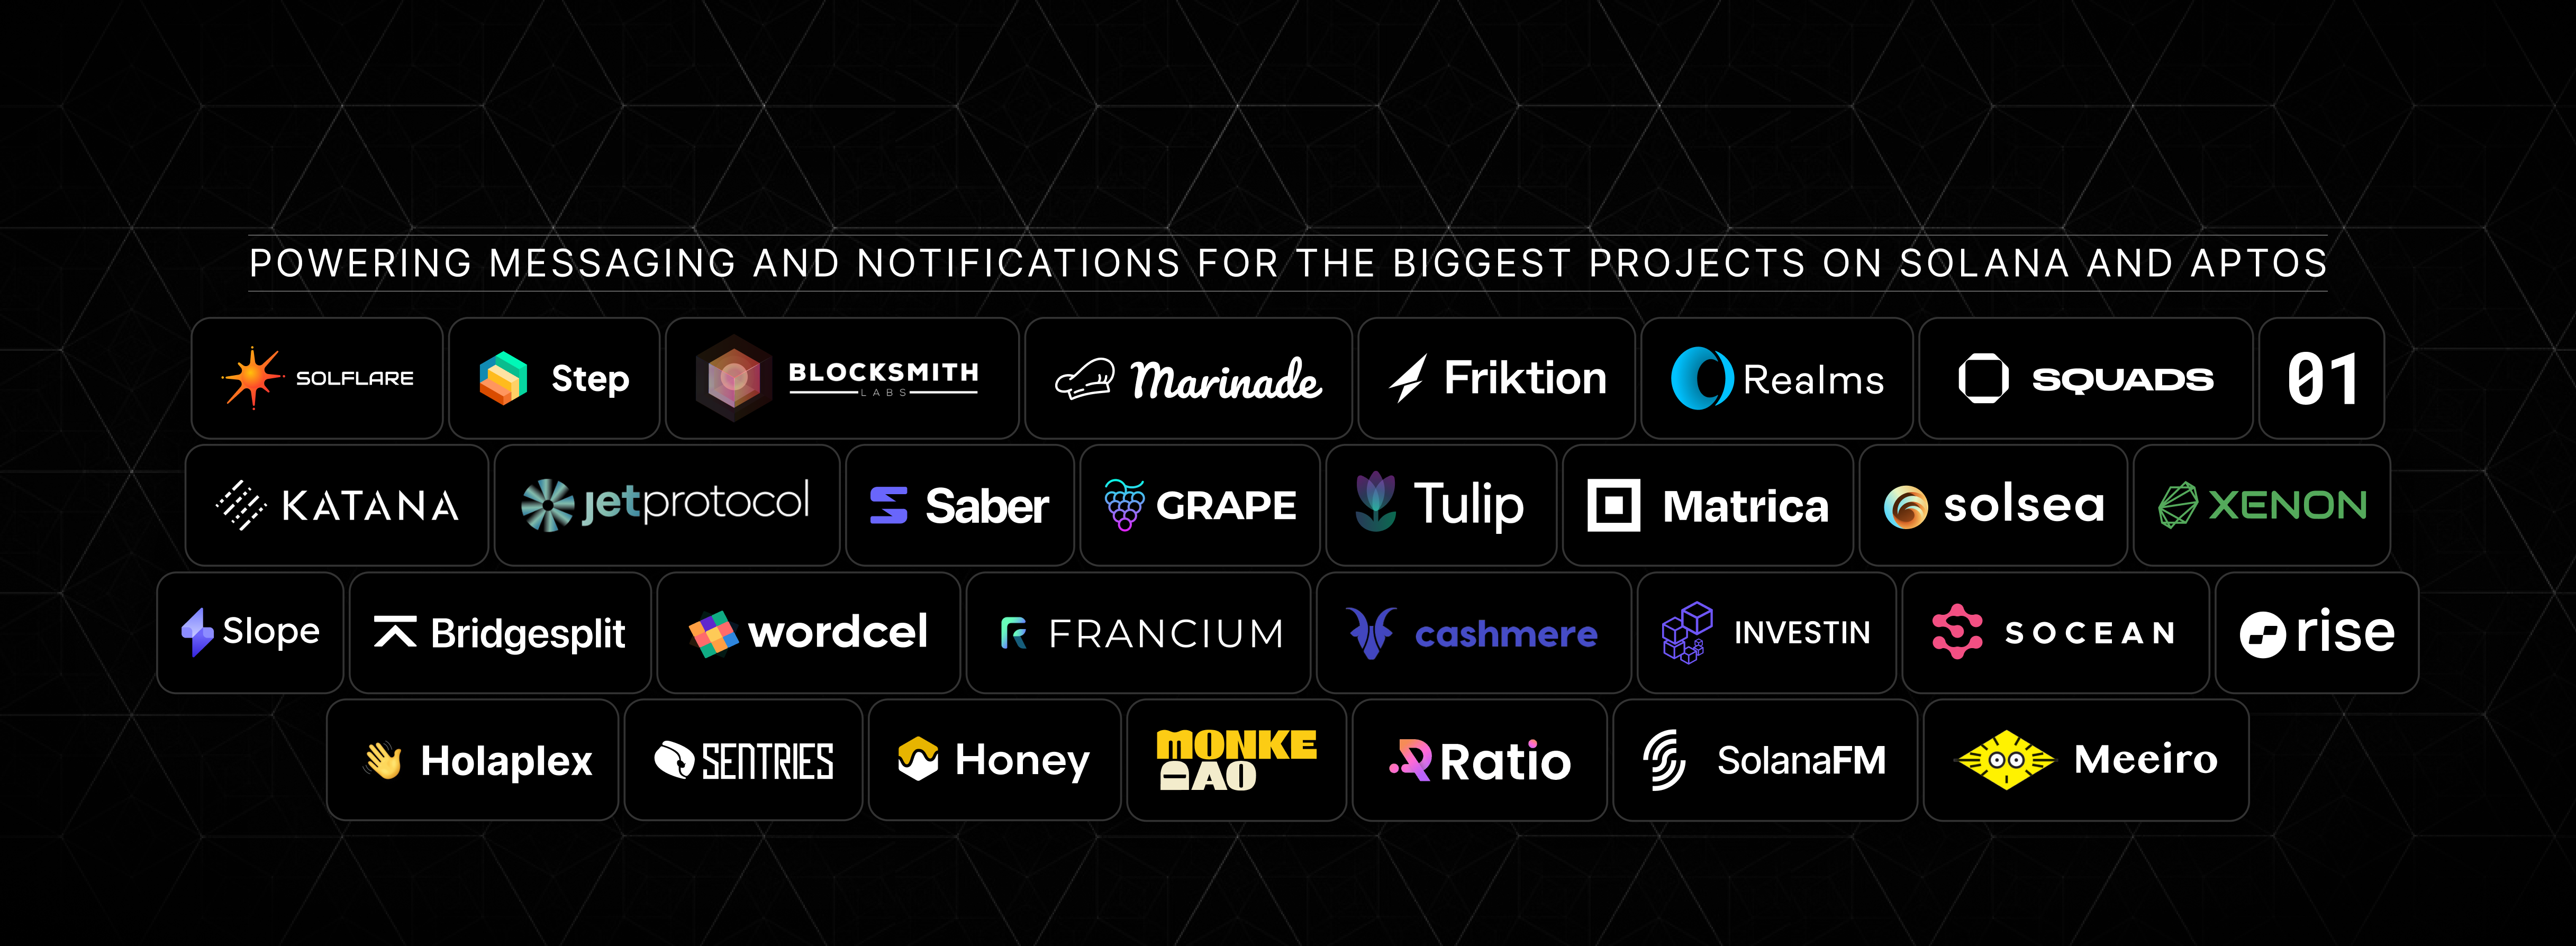 POWERING MESSAGING AND NOTIFICATIONS FOR THE BIGGEST PROJECTS ON SOLANA AND APTOS
SOLFLARE
Step
BLOCKSMITH
LABS
Marinade
Friktion
Realms
SQUADS
01
KATANA
jetprotocol
Saber
GRAPE
Tulip
Matrica
solsea
XENON
Slope
Bridgesplit
wordcel
FRANCIUM
cashmere
INVESTIN
SOCEAN
rise
Holaplex
SENTRIES
Honey
MONKE
DAO
Ratio
SolanaFM
Meeiro